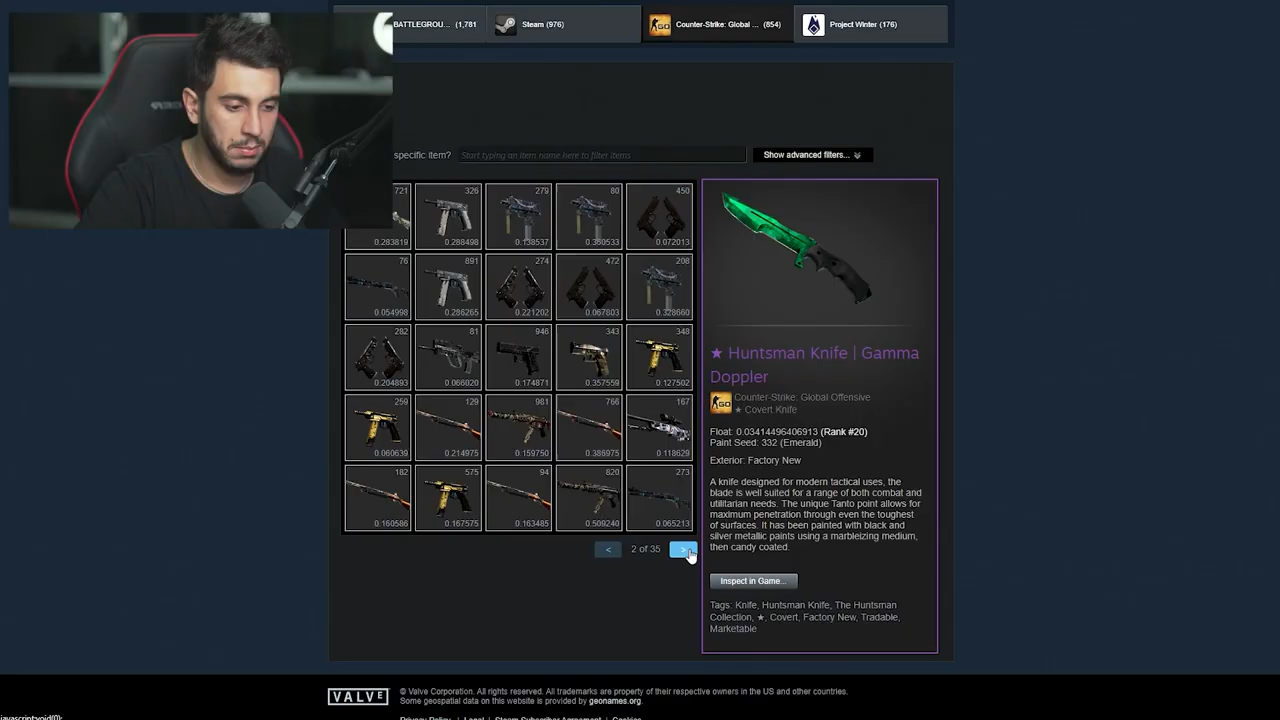 BATTLEGROU... (1,781
Steam (976)
Counter-Strike: Global ... (854)
Project Winter (176)
specific item?
Start typing an item name here to filter items
Show advanced filters...
721 326 279 80 450
0.283819 0.288498 0.138537 0.360533 0.072013
76 891 274 472 208
0.054998 0.286265 0.221202 0.067803 0.328660
282 81 946 343 348
0.204893 0.066020 0.174871 0.357559 0.127502
259 129 981 766 167
0.060639 0.214975 0.159750 0.386975 0.118629
182 575 94 820 273
0.160586 0.167575 0.163485 0.509240 0.065213
< 2 of 35 >
★ Huntsman Knife | Gamma
Doppler
Counter-Strike: Global Offensive
★ Covert Knife
Float: 0.03414496406913 (Rank #20)
Paint Seed: 332 (Emerald)
Exterior: Factory New
A knife designed for modern tactical uses, the
blade is well suited for a range of both combat and
utilitarian needs. The unique Tanto point allows for
maximum penetration through even the toughest
of surfaces. It has been painted with black and
silver metallic paints using a marbleizing medium,
then candy coated.
Inspect in Game...
Tags: Knife, Huntsman Knife, The Huntsman
Collection, ★, Covert, Factory New, Tradable,
Marketable
VALVE
© Valve Corporation. All rights reserved. All trademarks are property of their respective owners in the US and other countries.
Some geospatial data on this website is provided by geonames.org.
Privacy Policy | Legal | Steam Subscriber Agreement | Cookies
javascript:void(0);